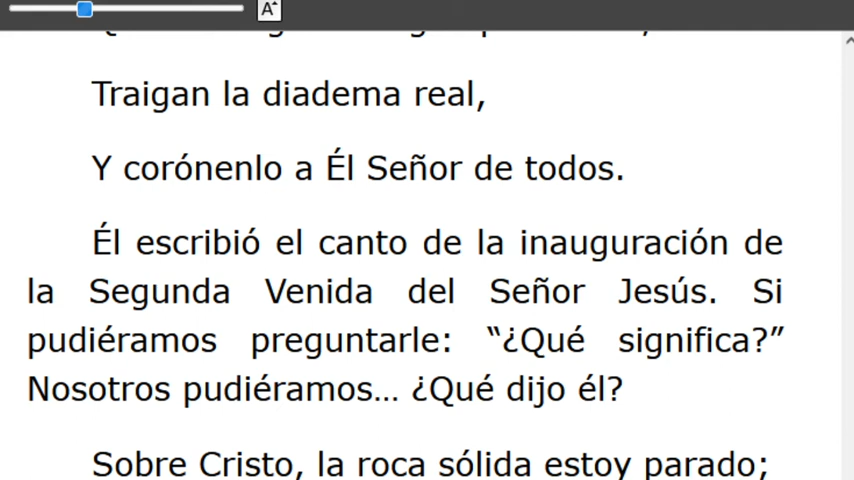 A
Traigan la diadema real,
Y corónenlo a Él Señor de todos.
Él escribió el canto de la inauguración de
la Segunda Venida del Señor Jesús. Si
pudiéramos preguntarle: “¿Qué significa?”
Nosotros pudiéramos... ¿Qué dijo él?
Sobre Cristo, la roca sólida estoy parado;